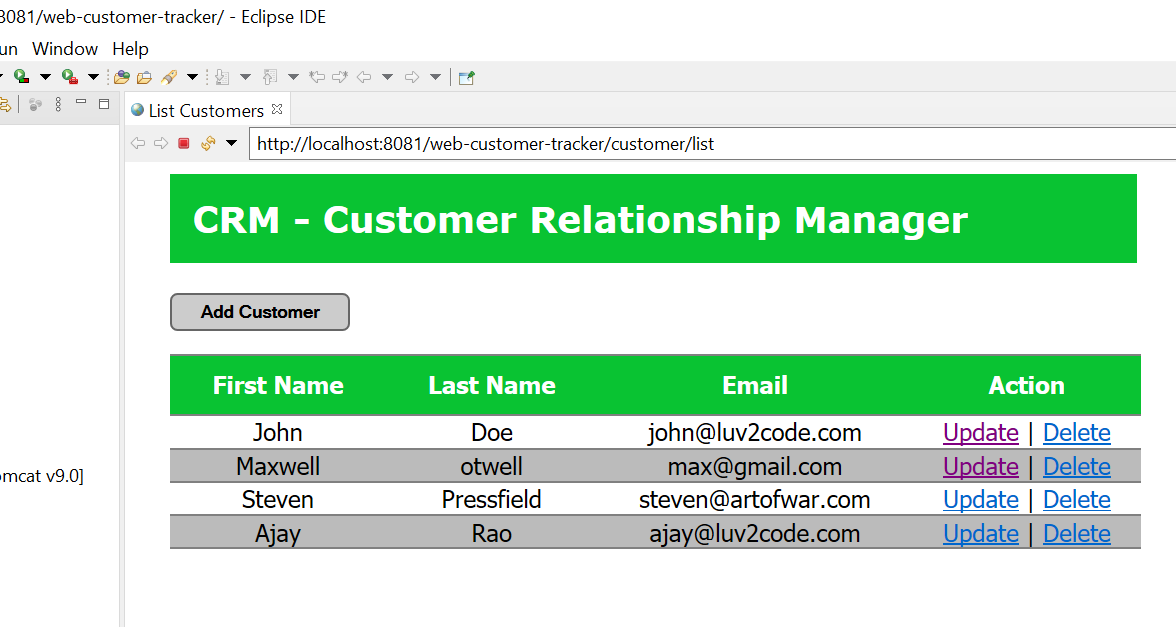 8081/web-customer-tracker/ - Eclipse IDE
un Window Help
List Customers
http://localhost:8081/web-customer-tracker/customer/list
CRM - Customer Relationship Manager
Add Customer
First Name Last Name Email Action
John Doe john@luv2code.com Update | Delete
Maxwell otwell max@gmail.com Update | Delete
omcat v9.0]
Steven Pressfield steven@artofwar.com Update | Delete
Ajay Rao ajay@luv2code.com Update | Delete